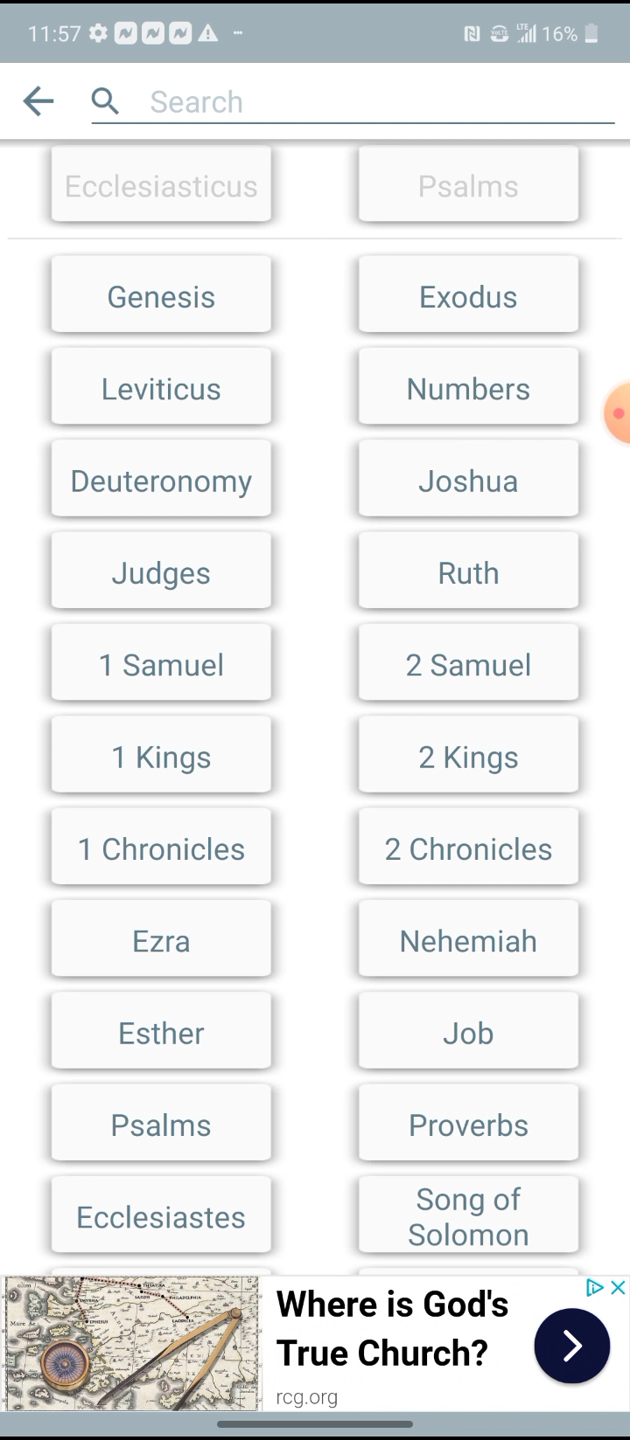 11:57
LTE 16%
Search
Ecclesiasticus Psalms
Genesis Exodus
Leviticus Numbers
Deuteronomy Joshua
Judges Ruth
1 Samuel 2 Samuel
1 Kings 2 Kings
1 Chronicles 2 Chronicles
Ezra Nehemiah
Esther Job
Psalms Proverbs
Ecclesiastes Song of
Solomon
Where is God's
True Church?
rcg.org